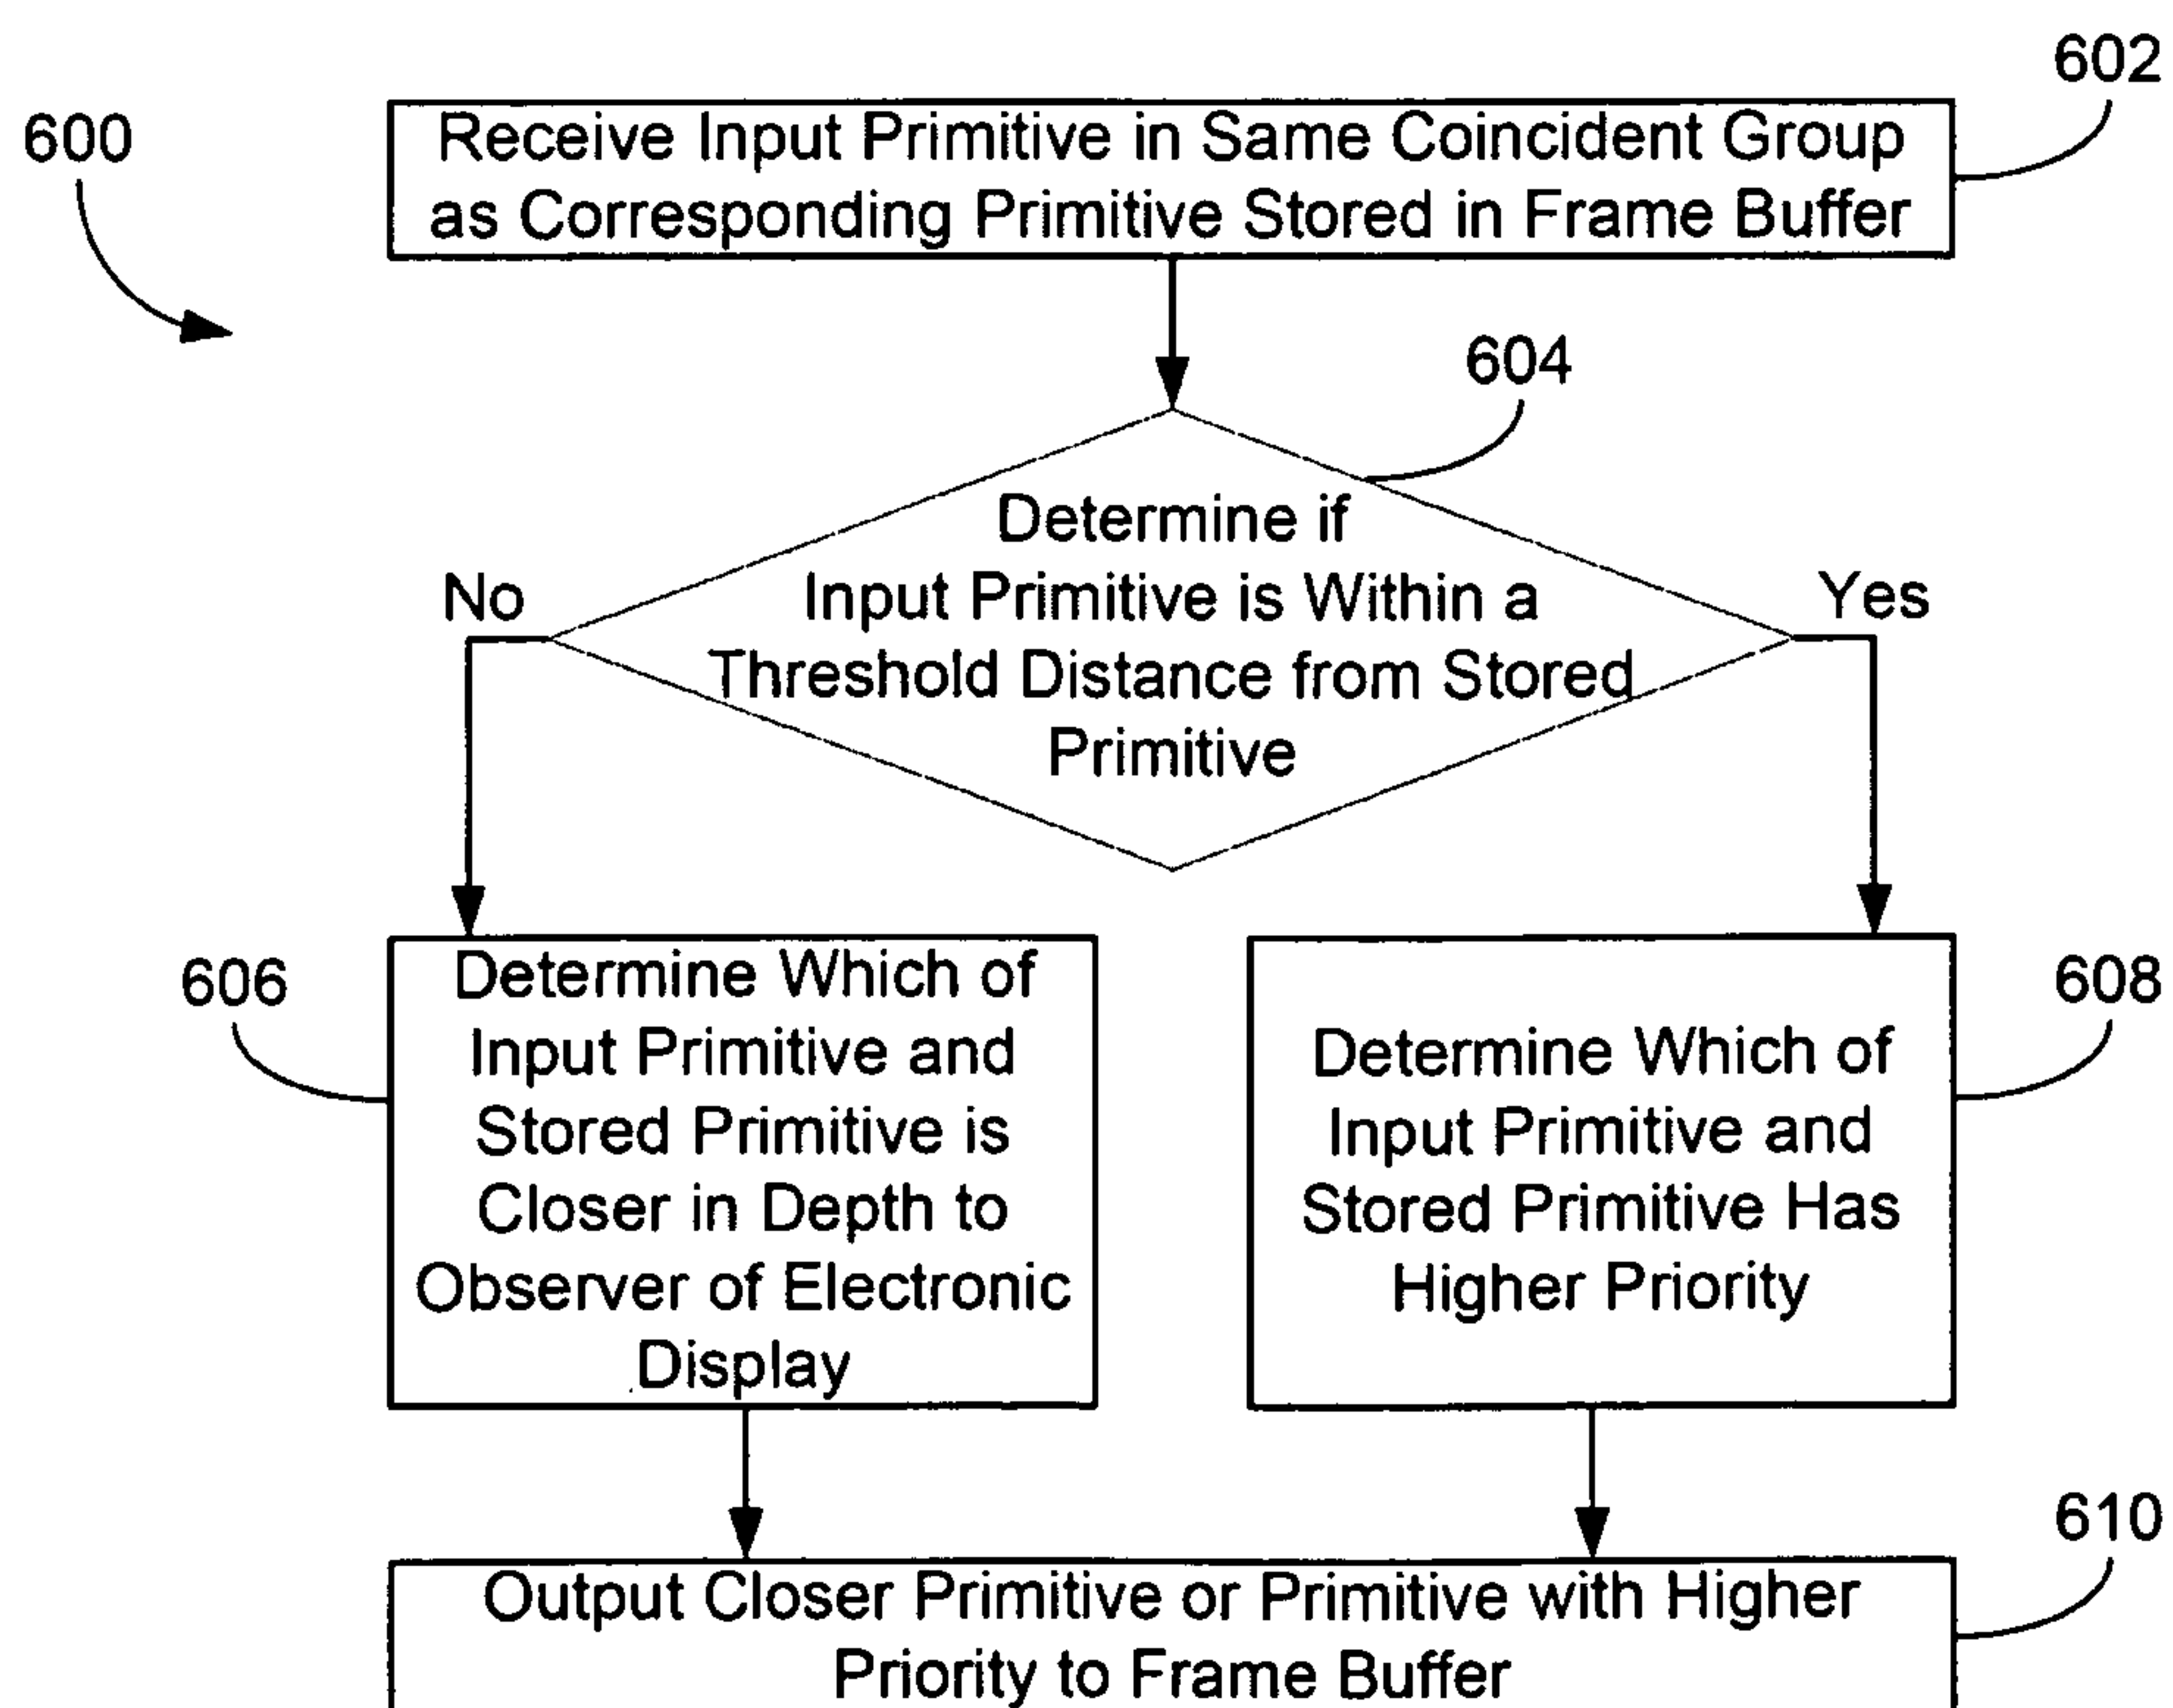 602
600
Receive Input Primitive in Same Coincident Group
as Corresponding Primitive Stored in Frame Buffer
604
Determine if
Input Primitive is Within a
Threshold Distance from Stored
Primitive
No
Yes
606
Determine Which of
Input Primitive and
Stored Primitive is
Closer in Depth to
Observer of Electronic
Display
608
Determine Which of
Input Primitive and
Stored Primitive Has
Higher Priority
610
Output Closer Primitive or Primitive with Higher
Priority to Frame Buffer